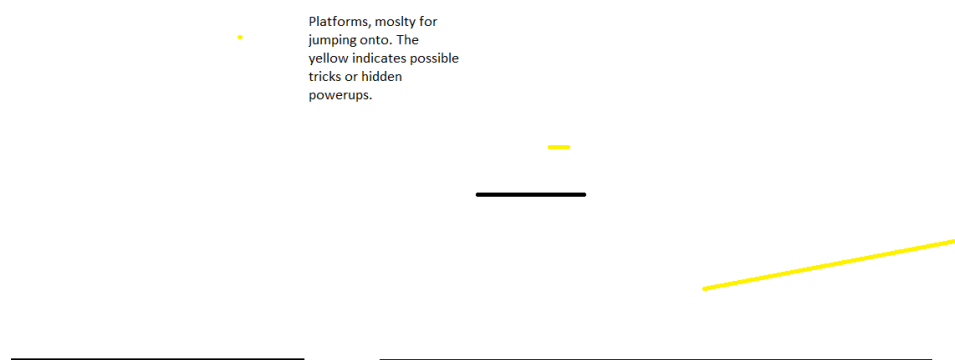 Platforms, moslty for
jumping onto. The
yellow indicates possible
tricks or hidden
powerups.